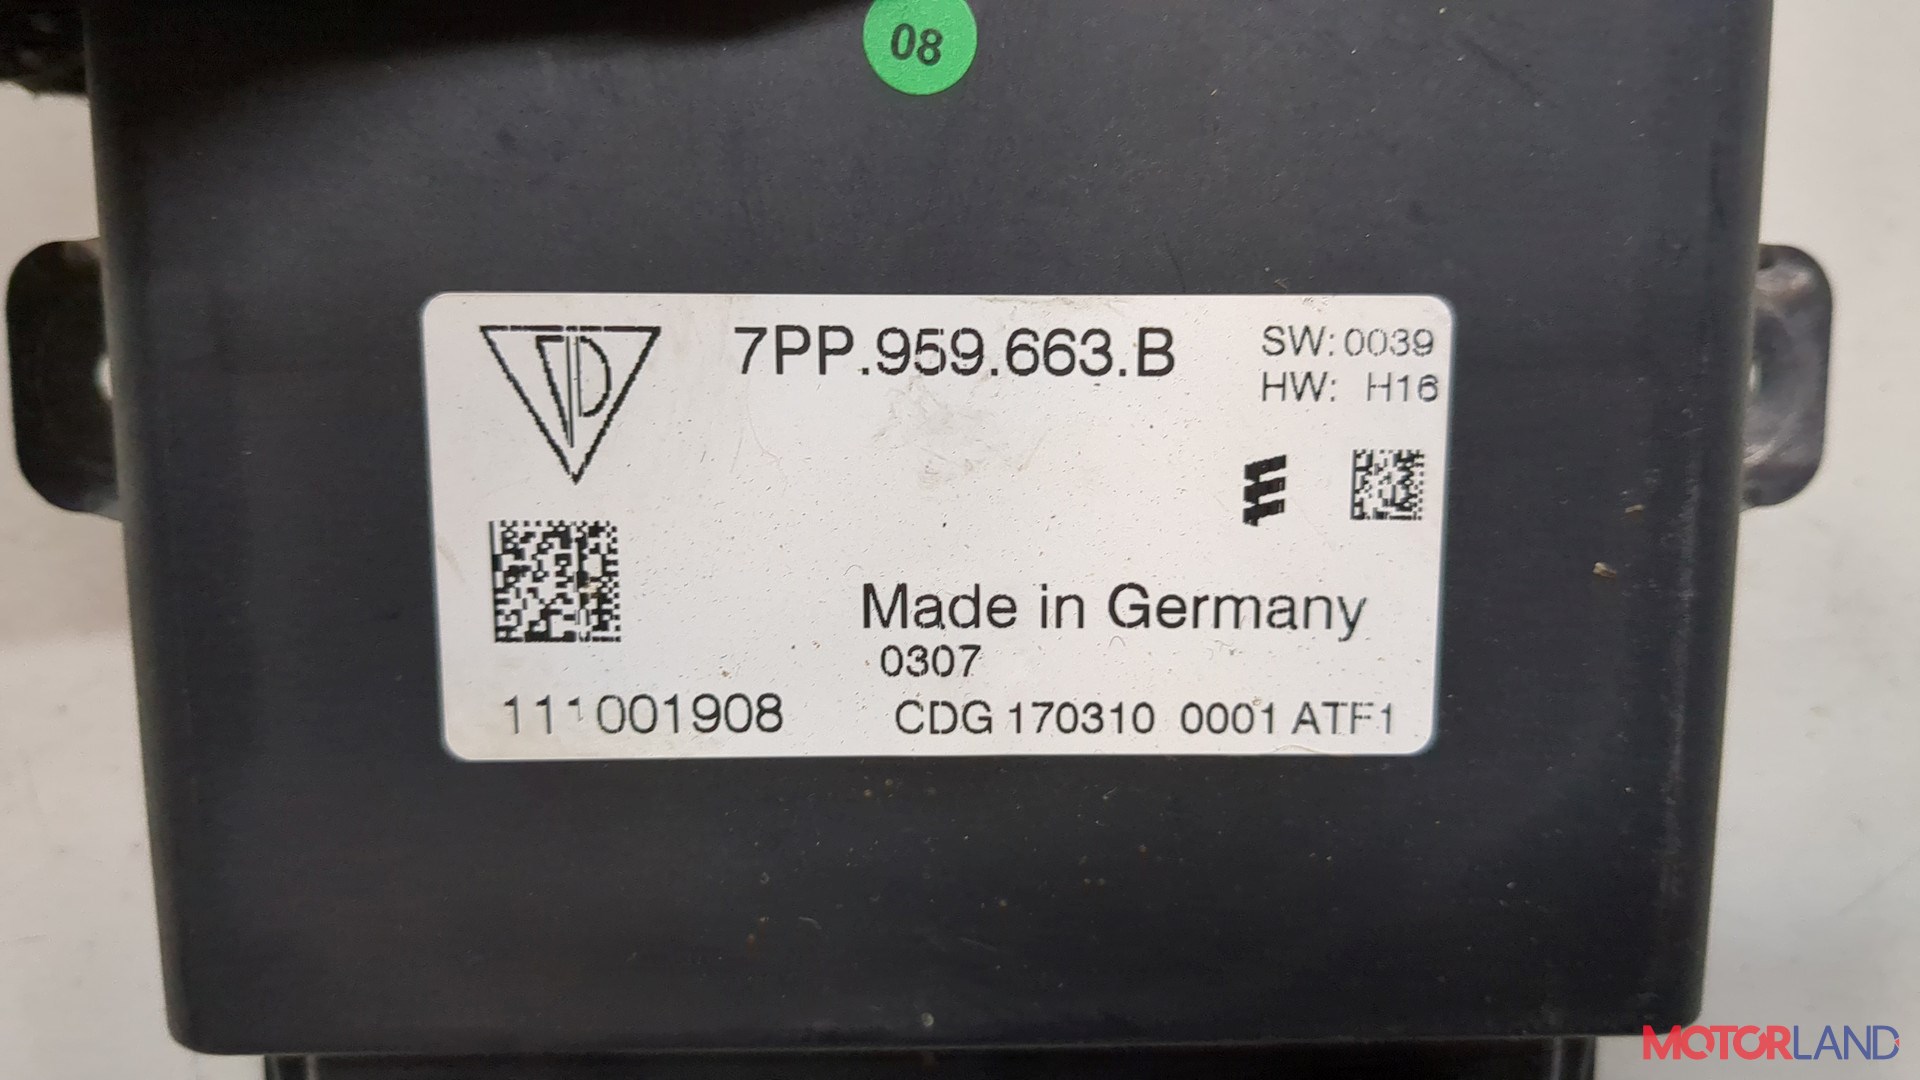 08
7PP.959.663.B
SW: 0039
HW: H16
Made in Germany
0307
111001908
CDG 170310 0001 ATF1
MOTORLAND